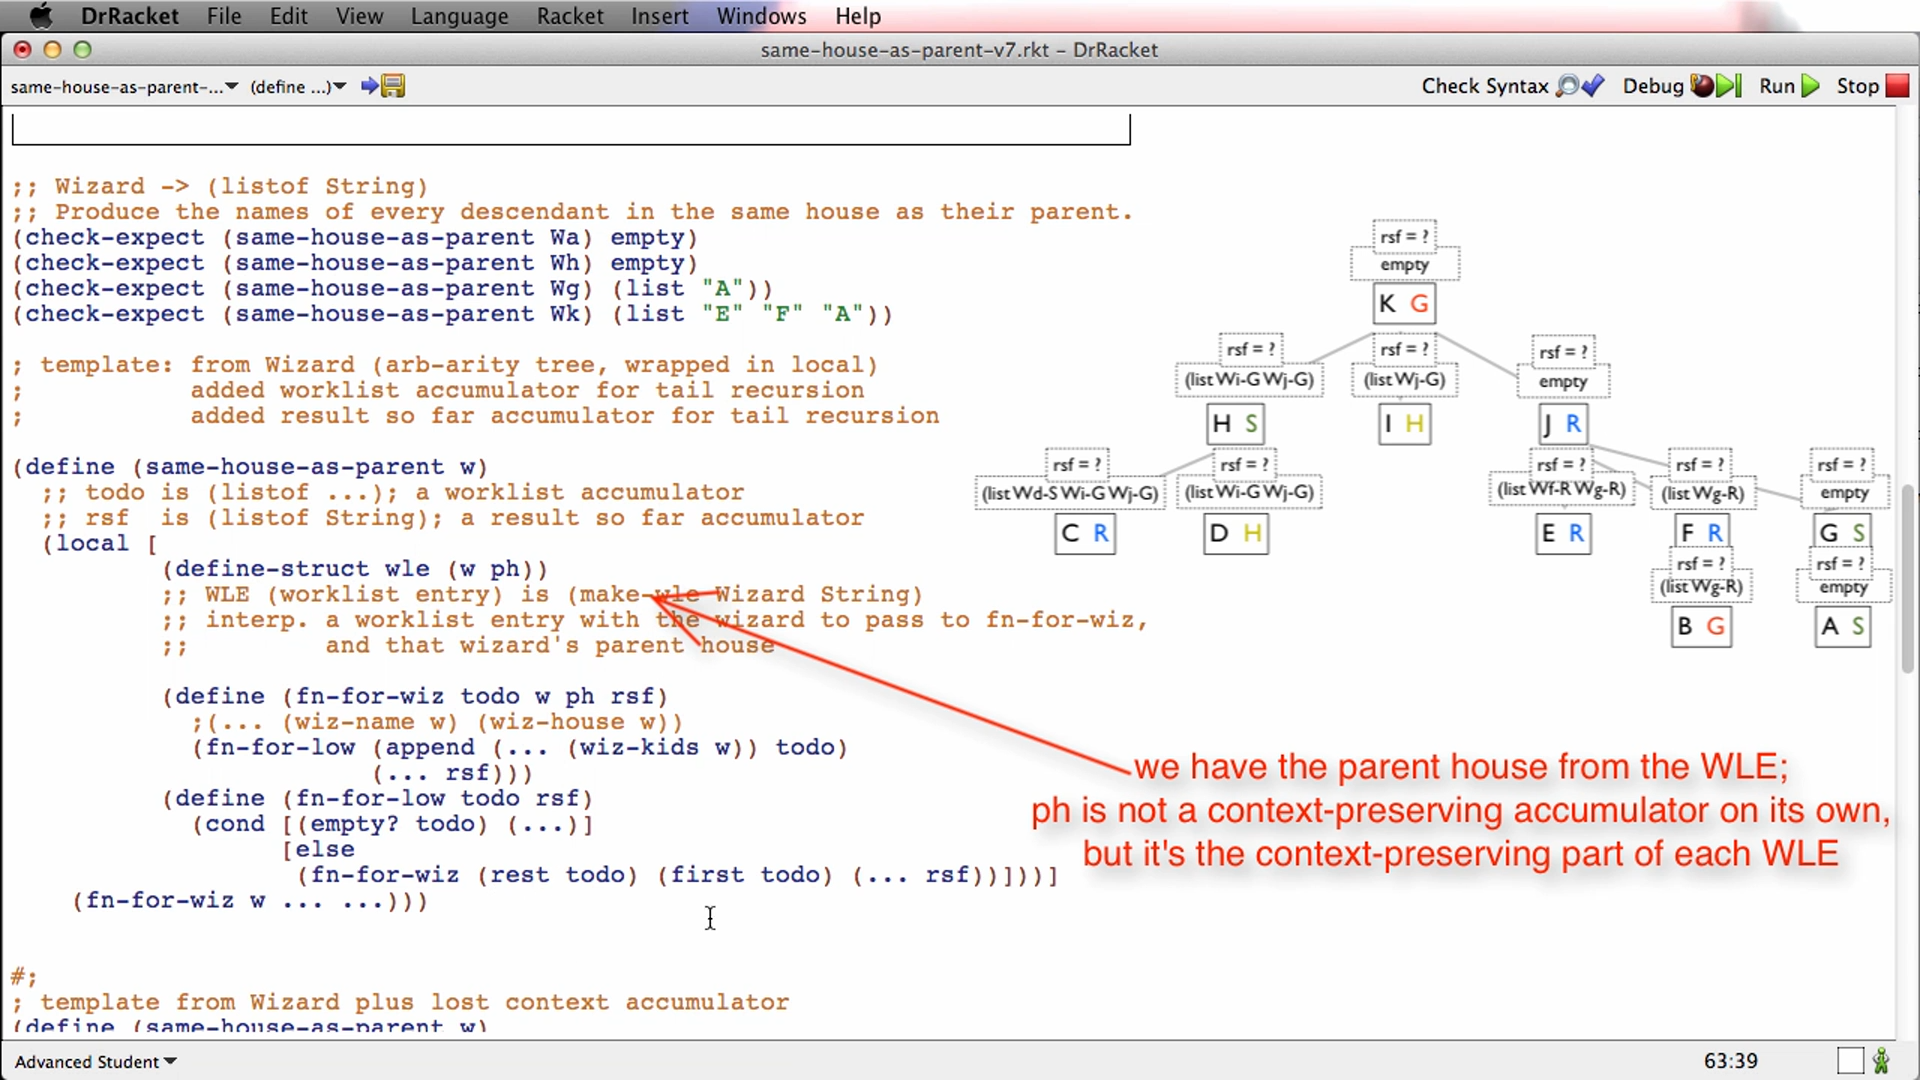 DrRacket File Edit View Language Racket Insert Windows Help
same-house-as-parent-v7.rkt - DrRacket
same-house-as-parent-...▼ (define ...)▼ Check Syntax Debug Run Stop
;; Wizard -> (listof String)
;; Produce the names of every descendant in the same house as their parent.
(check-expect (same-house-as-parent Wa) empty)
(check-expect (same-house-as-parent Wh) empty)
(check-expect (same-house-as-parent Wg) (list "A"))
(check-expect (same-house-as-parent Wk) (list "E" "F" "A"))
; template: from Wizard (arb-arity tree, wrapped in local)
;           added worklist accumulator for tail recursion
;           added result so far accumulator for tail recursion
(define (same-house-as-parent w)
  ;; todo is (listof ...); a worklist accumulator
  ;; rsf  is (listof String); a result so far accumulator
  (local [
          (define-struct wle (w ph))
          ;; WLE (worklist entry) is (make-wle Wizard String)
          ;; interp. a worklist entry with the wizard to pass to fn-for-wiz,
          ;;         and that wizard's parent house
          (define (fn-for-wiz todo w ph rsf)
            ;(... (wiz-name w) (wiz-house w))
            (fn-for-low (append (... (wiz-kids w)) todo)
                        (... rsf)))
          (define (fn-for-low todo rsf)
            (cond [(empty? todo) (...)]
                  [else
                   (fn-for-wiz (rest todo) (first todo) (... rsf))]))]
    (fn-for-wiz w ... ...)))
#;
; template from Wizard plus lost context accumulator
(define (same-house-as-parent w)
rsf = ?
empty
K G
rsf = ? rsf = ? rsf = ?
(list Wi-G Wj-G) (list Wj-G) empty
H S I H J R
rsf = ? rsf = ? rsf = ? rsf = ? rsf = ?
(list Wd-S Wi-G Wj-G) (list Wi-G Wj-G) (list Wf-R Wg-R) (list Wg-R) empty
C R D H E R F R G S
rsf = ? rsf = ?
(list Wg-R) empty
B G A S
we have the parent house from the WLE;
ph is not a context-preserving accumulator on its own,
but it's the context-preserving part of each WLE
Advanced Student▼ 63:39